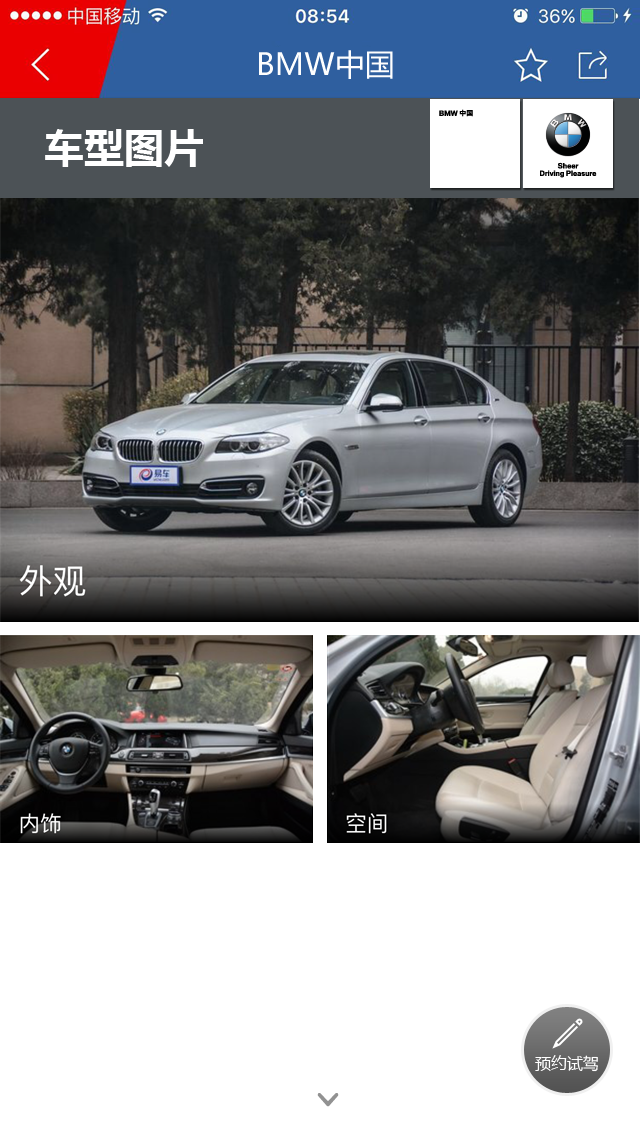 中国移动
08:54
36%
BMW中国
车型图片
BMW 中国
BMW
Sheer
Driving Pleasure
易车
外观
内饰
空间
预约试驾